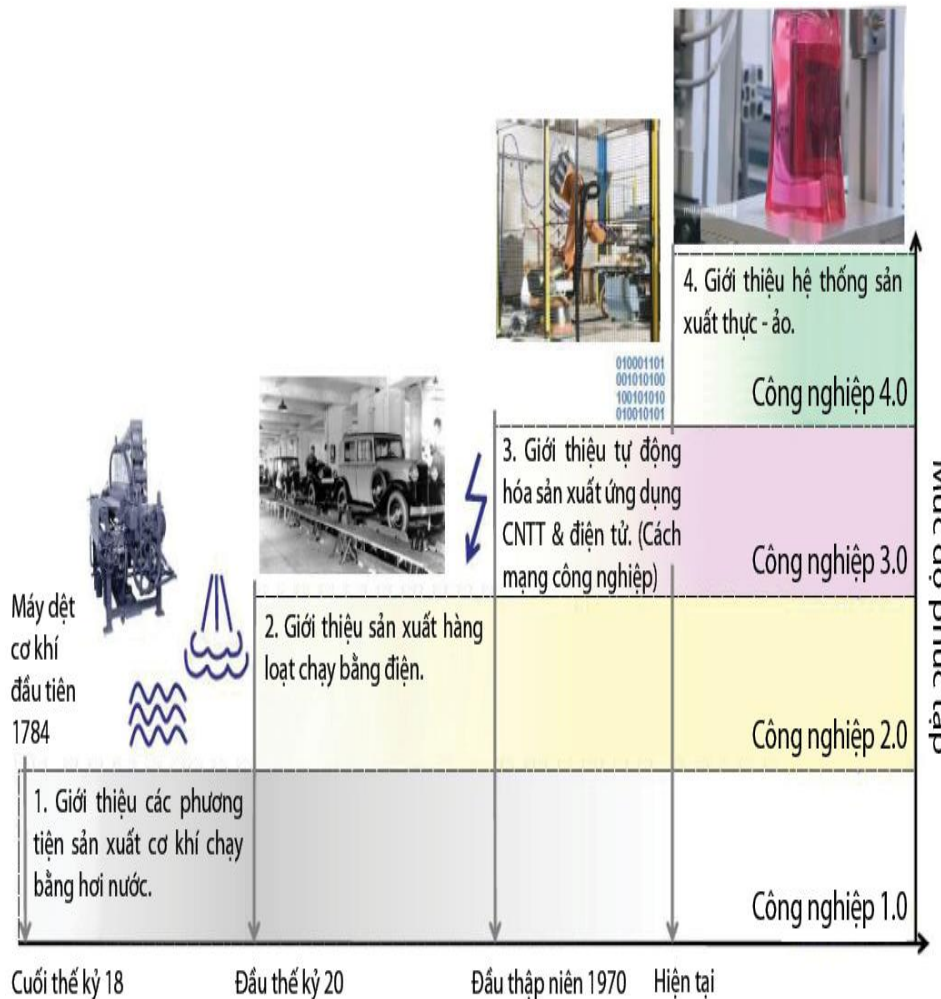 4. Giới thiệu hệ thống sản
xuất thực - ảo.
Công nghiệp 4.0
010001101
001010100
100101010
010010101
3. Giới thiệu tự động
hóa sản xuất ứng dụng
CNTT & điện tử. (Cách
mạng công nghiệp)
Công nghiệp 3.0
Mức độ phức tạp
Máy dệt
cơ khí
đầu tiên
1784
2. Giới thiệu sản xuất hàng
loạt chạy bằng điện.
Công nghiệp 2.0
1. Giới thiệu các phương
tiện sản xuất cơ khí chạy
bằng hơi nước.
Công nghiệp 1.0
Cuối thế kỷ 18
Đầu thế kỷ 20
Đầu thập niên 1970
Hiện tại